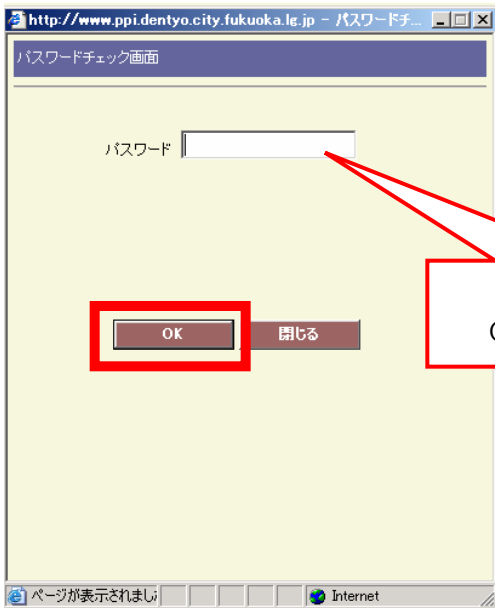 http://www.ppi.dentyo.city.fukuoka.lg.jp - パスワードチ...
パスワードチェック画面
パスワード
OK
閉じる
ページが表示されまし
Internet